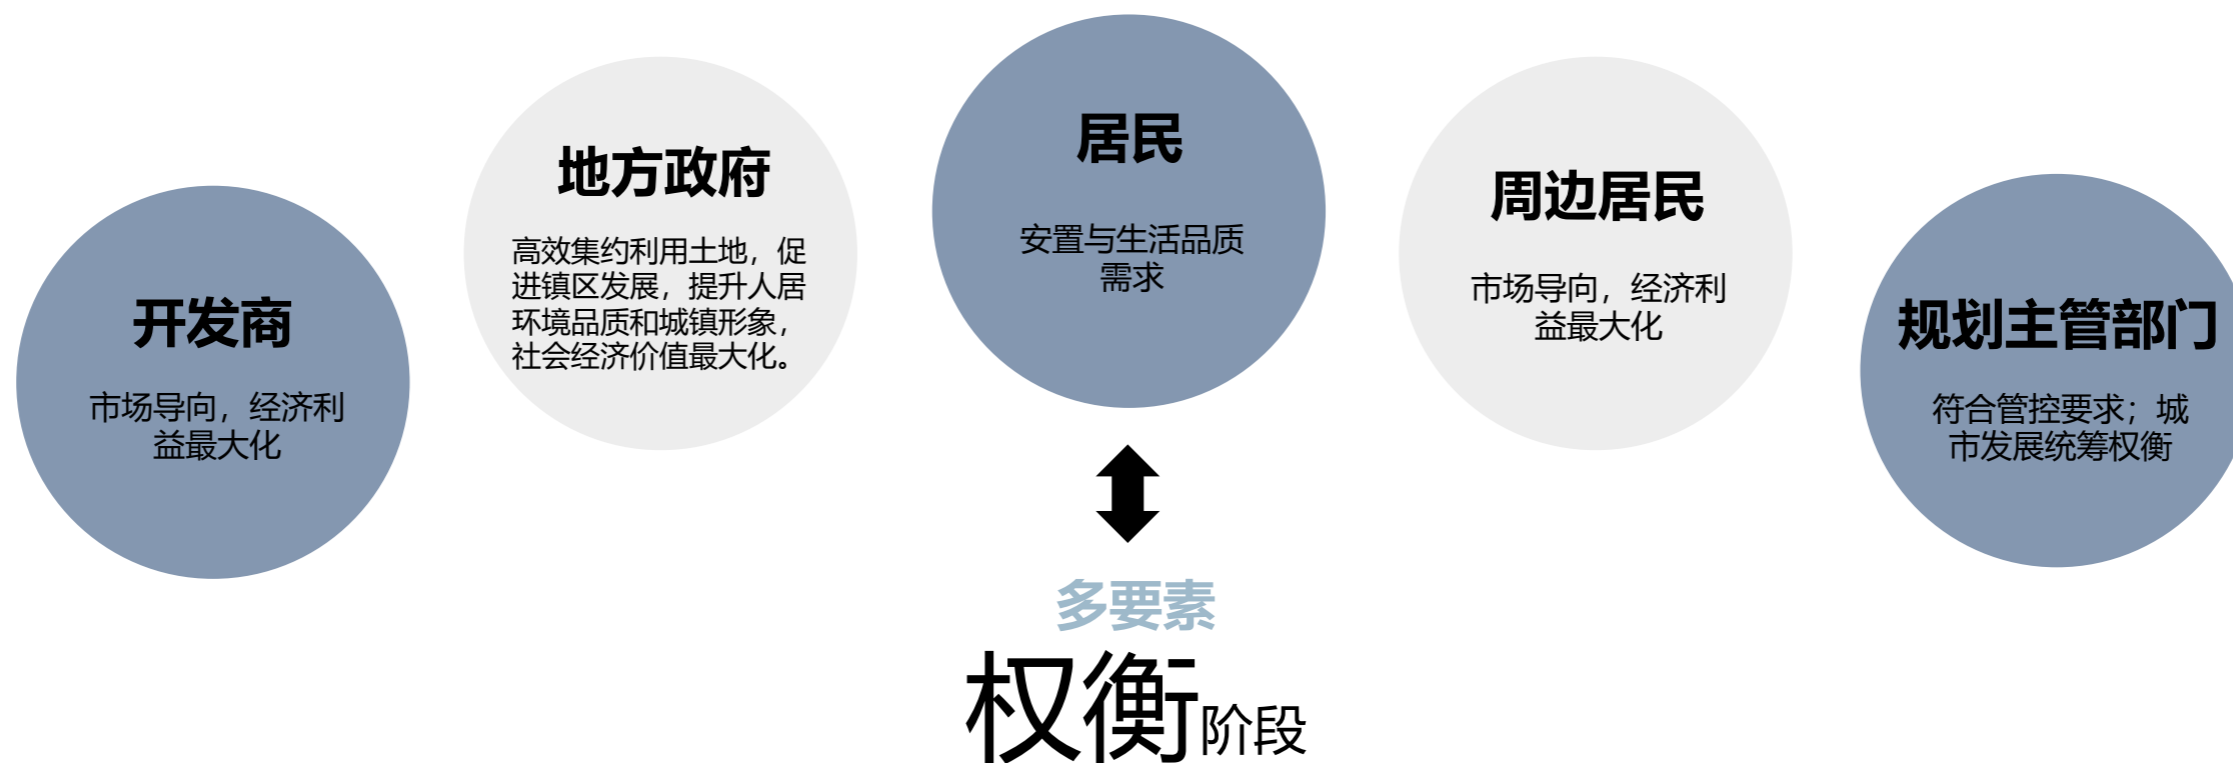 开发商
市场导向，经济利
益最大化
地方政府
高效集约利用土地，促
进镇区发展，提升人居
环境品质和城镇形象，
社会经济价值最大化。
居民
安置与生活品质
需求
周边居民
市场导向，经济利
益最大化
规划主管部门
符合管控要求；城
市发展统筹权衡
多要素
权衡阶段